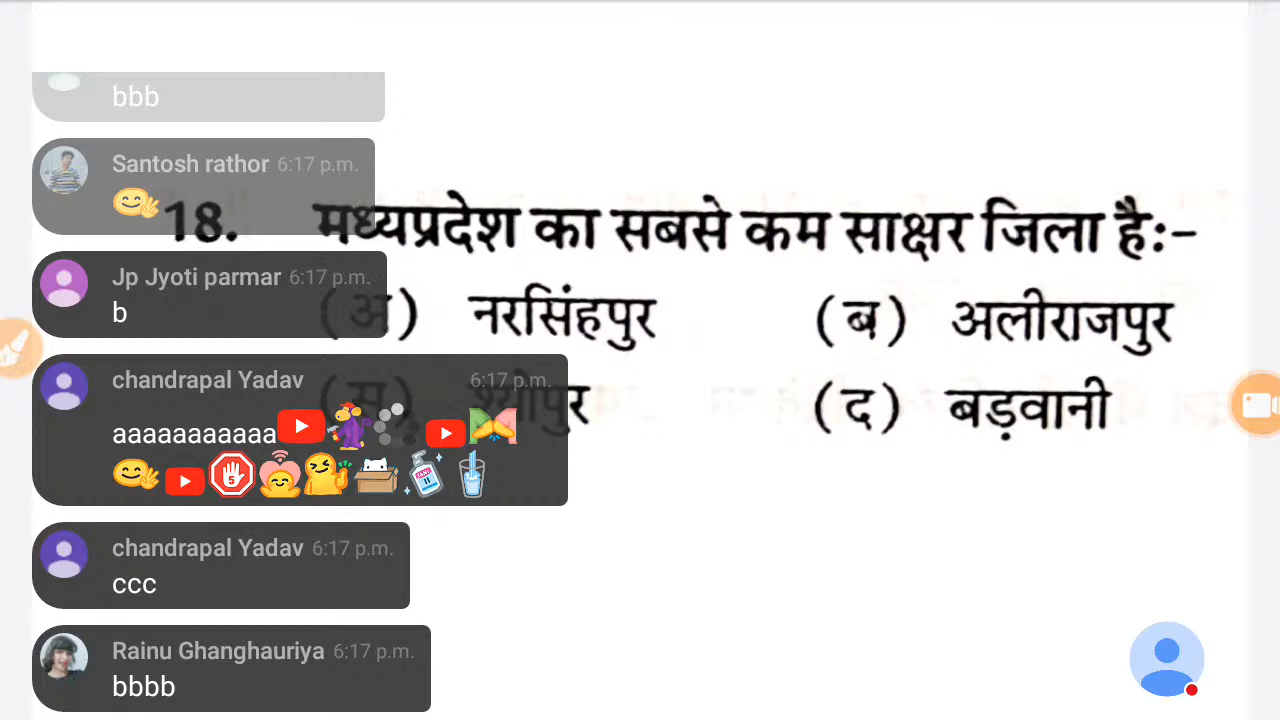 bbb
Santosh rathor 6:17 p.m.
18. मध्यप्रदेश का सबसे कम साक्षर जिला है:-
Jp Jyoti parmar 6:17 p.m.
b
(अ) नरसिंहपुर (ब) अलीराजपुर
chandrapal Yadav 6:17 p.m.
(स) श्योपुर (द) बड़वानी
aaaaaaaaaaa
chandrapal Yadav 6:17 p.m.
ccc
Rainu Ghanghauriya 6:17 p.m.
bbbb